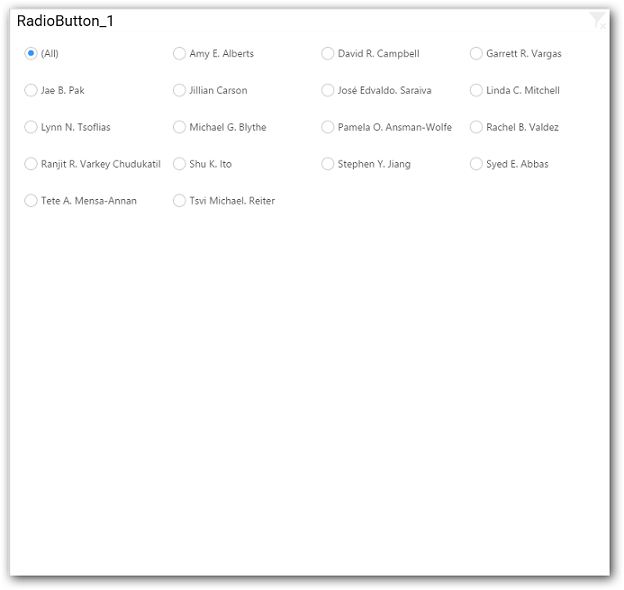 RadioButton_1
(All) Amy E. Alberts David R. Campbell Garrett R. Vargas
Jae B. Pak Jillian Carson José Edvaldo. Saraiva Linda C. Mitchell
Lynn N. Tsoflias Michael G. Blythe Pamela O. Ansman-Wolfe Rachel B. Valdez
Ranjit R. Varkey Chudukatil Shu K. Ito Stephen Y. Jiang Syed E. Abbas
Tete A. Mensa-Annan Tsvi Michael. Reiter